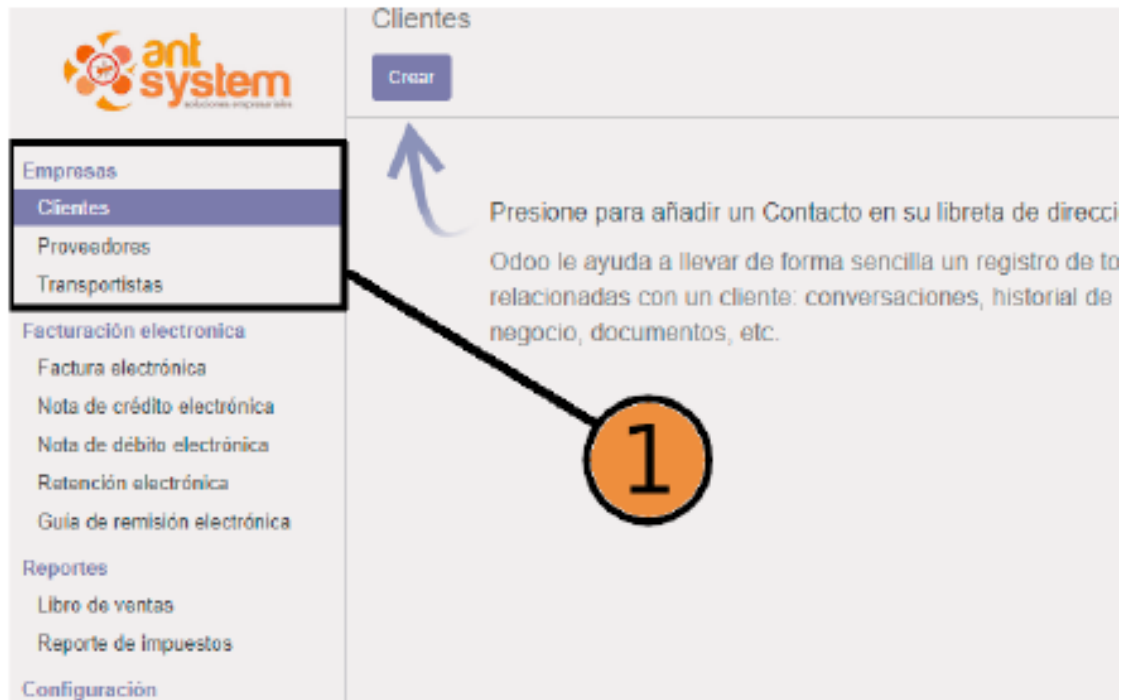 ant
system
soluciones empresariales
Clientes
Crear
Empresas
Clientes
Proveedores
Transportistas
Facturación electronica
Factura electrónica
Nota de crédito electrónica
Nota de débito electrónica
Retención electrónica
Guía de remisión electrónica
Reportes
Libro de ventas
Reporte de impuestos
Configuración
Presione para añadir un Contacto en su libreta de direcci
Odoo le ayuda a llevar de forma sencilla un registro de to
relacionadas con un cliente: conversaciones, historial de
negocio, documentos, etc.
1